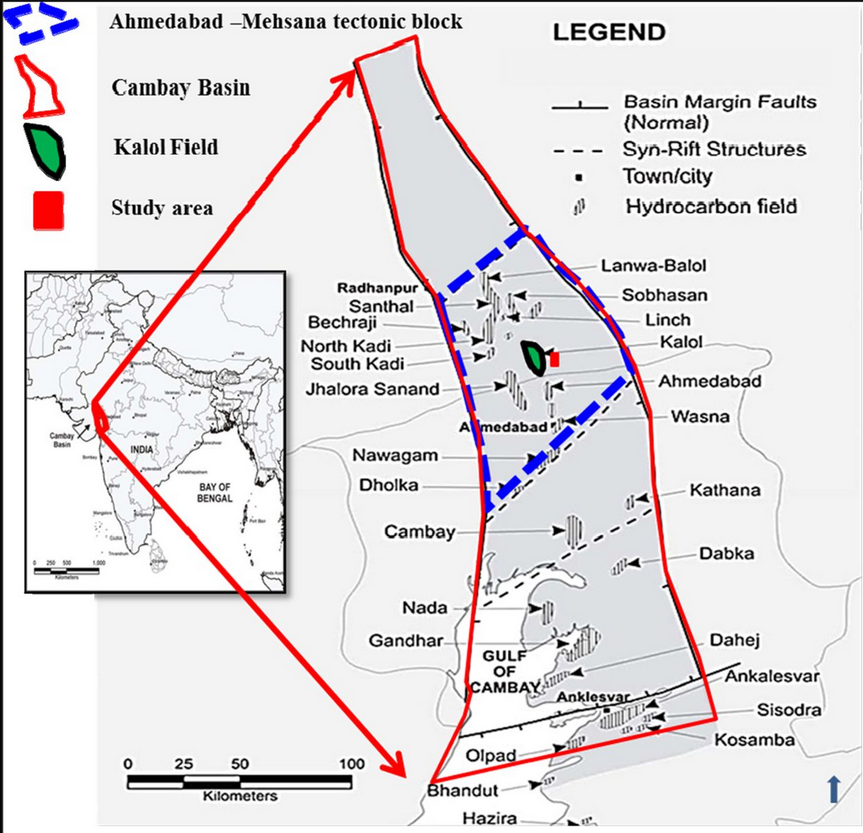 Ahmedabad –Mehsana tectonic block
Cambay Basin
Kalol Field
Study area
LEGEND
Basin Margin Faults
(Normal)
Syn-Rift Structures
Town/city
Hydrocarbon field
Radhanpur
Santhal
Bechraji
North Kadi
South Kadi
Jhalora Sanand
Ahmedabad
Nawagam
Dholka
Cambay
Nada
Gandhar
GULF
OF
CAMBAY
Anklesvar
Olpad
Bhandut
Hazira
Lanwa-Balol
Sobhasan
Linch
Kalol
Ahmedabad
Wasna
Kathana
Dabka
Dahej
Ankalesvar
Sisodra
Kosamba
Cambay
Basin
INDIA
BAY OF
BENGAL
0 250 500 1,000
Kilometers
0 25 50 100
Kilometers